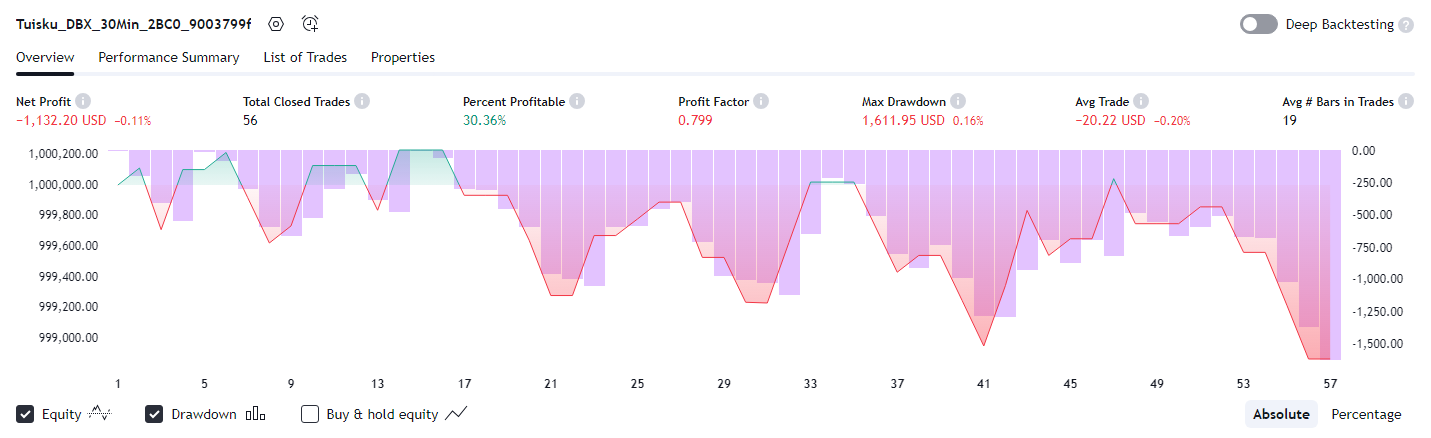 Tuisku_DBX_30Min_2BC0_9003799f Deep Backtesting ?
Overview Performance Summary List of Trades Properties
Net Profit Total Closed Trades Percent Profitable Profit Factor Max Drawdown Avg Trade Avg # Bars in Trades
−1,132.20 USD −0.11% 56 30.36% 0.799 1,611.95 USD 0.16% −20.22 USD −0.20% 19
1,000,200.00 0.00
1,000,000.00 -250.00
999,800.00 -500.00
999,600.00 -750.00
999,400.00 -1,000.00
999,200.00 -1,250.00
999,000.00 -1,500.00
1 5 9 13 17 21 25 29 33 37 41 45 49 53 57
Equity Drawdown Buy & hold equity Absolute Percentage